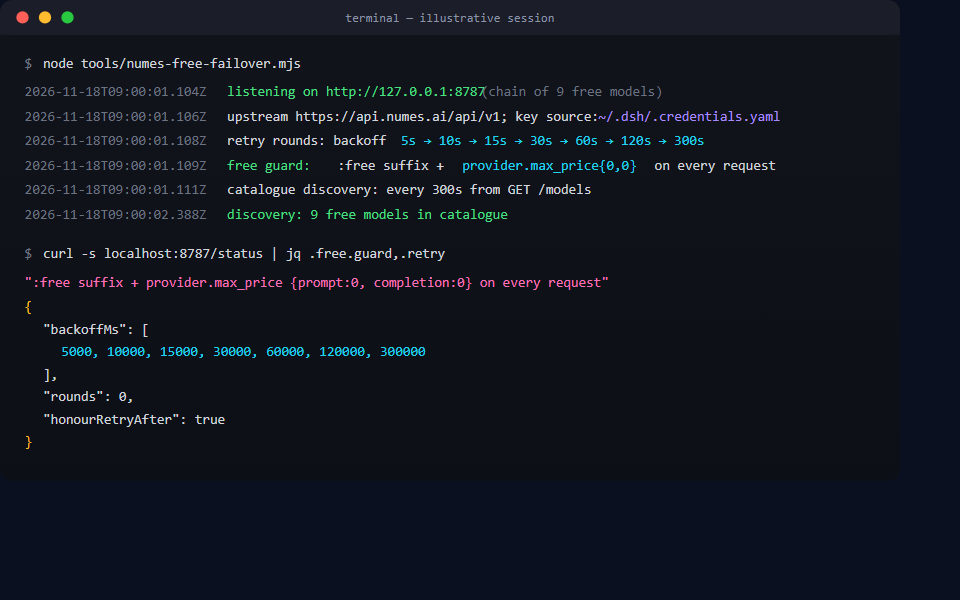 terminal — illustrative session
$ node tools/numes-free-failover.mjs
2026-11-18T09:00:01.104Z listening on http://127.0.0.1:8787 (chain of 9 free models)
2026-11-18T09:00:01.106Z upstream https://api.numes.ai/api/v1; key source:~/.dsh/.credentials.yaml
2026-11-18T09:00:01.108Z retry rounds: backoff 5s → 10s → 15s → 30s → 60s → 120s → 300s
2026-11-18T09:00:01.109Z free guard: :free suffix + provider.max_price{0,0} on every request
2026-11-18T09:00:01.111Z catalogue discovery: every 300s from GET /models
2026-11-18T09:00:02.388Z discovery: 9 free models in catalogue
$ curl -s localhost:8787/status | jq .free.guard,.retry
":free suffix + provider.max_price {prompt:0, completion:0} on every request"
{
"backoffMs": [
5000, 10000, 15000, 30000, 60000, 120000, 300000
],
"rounds": 0,
"honourRetryAfter": true
}